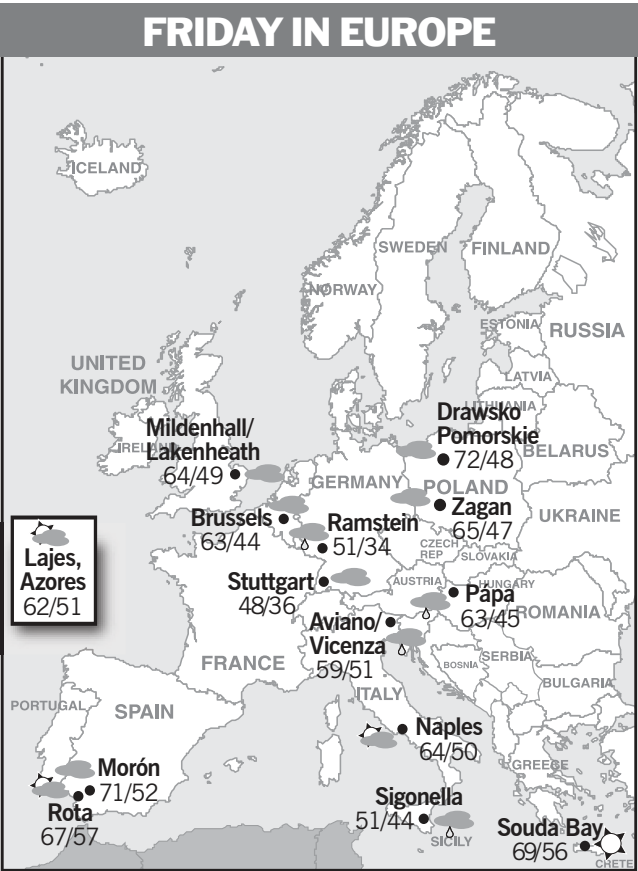 FRIDAY IN EUROPE
ICELAND
SWEDEN
FINLAND
NORWAY
ESTONIA
RUSSIA
LATVIA
LITHUANIA
UNITED
KINGDOM
IRELAND
Mildenhall/
Lakenheath
64/49
Drawsko
Pomorskie
72/48
BELARUS
GERMANY
POLAND
Zagan
65/47
UKRAINE
Brussels
63/44
Ramstein
51/34
CZECH
REP
SLOVAKIA
Lajes,
Azores
62/51
Stuttgart
48/36
AUSTRIA
HUNGARY
Pápa
63/45
ROMANIA
Aviano/
Vicenza
59/51
FRANCE
BOSNIA
SERBIA
BULGARIA
ITALY
PORTUGAL
SPAIN
Naples
64/50
GREECE
Morón
71/52
Rota
67/57
Sigonella
51/44
SICILY
Souda Bay
69/56
CHETE